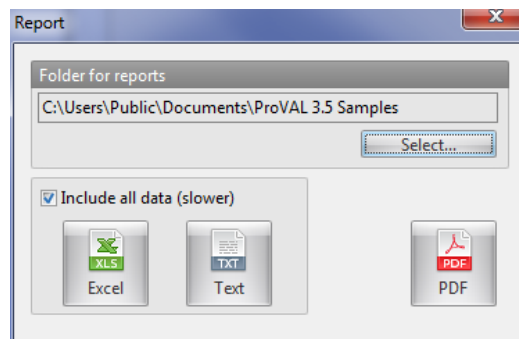 Report
x
Folder for reports
C:\Users\Public\Documents\ProVAL 3.5 Samples
Select...
Include all data (slower)
XLS
TXT
PDF
Excel
Text
PDF